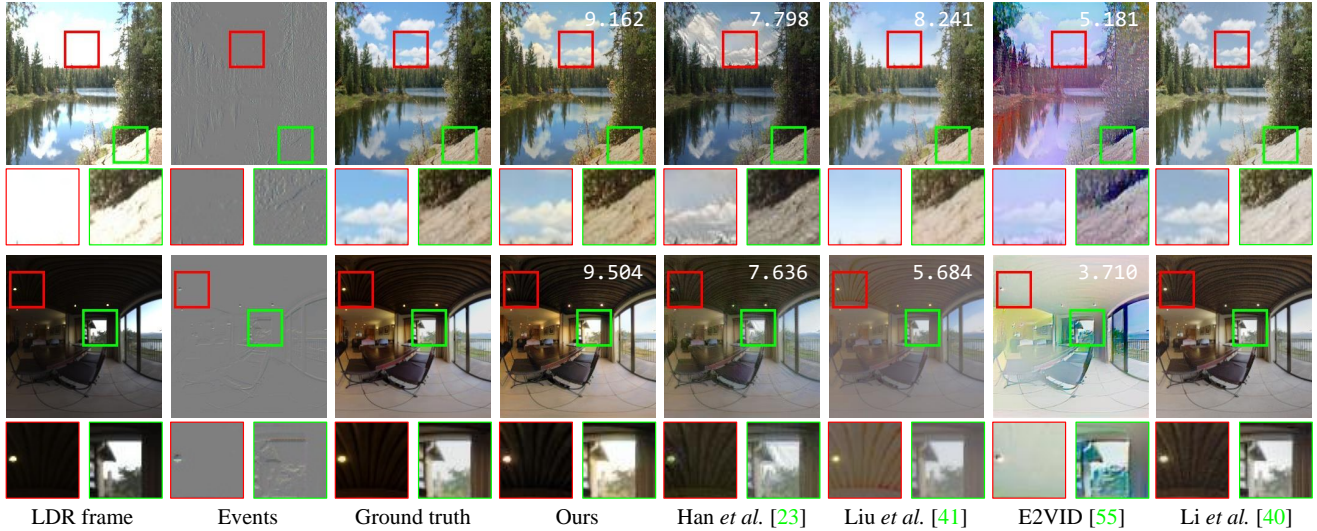 9.162 7.798 8.241 5.181
9.504 7.636 5.684 3.710
LDR frame Events Ground truth Ours Han et al. [23] Liu et al. [41] E2VID [55] Li et al. [40]